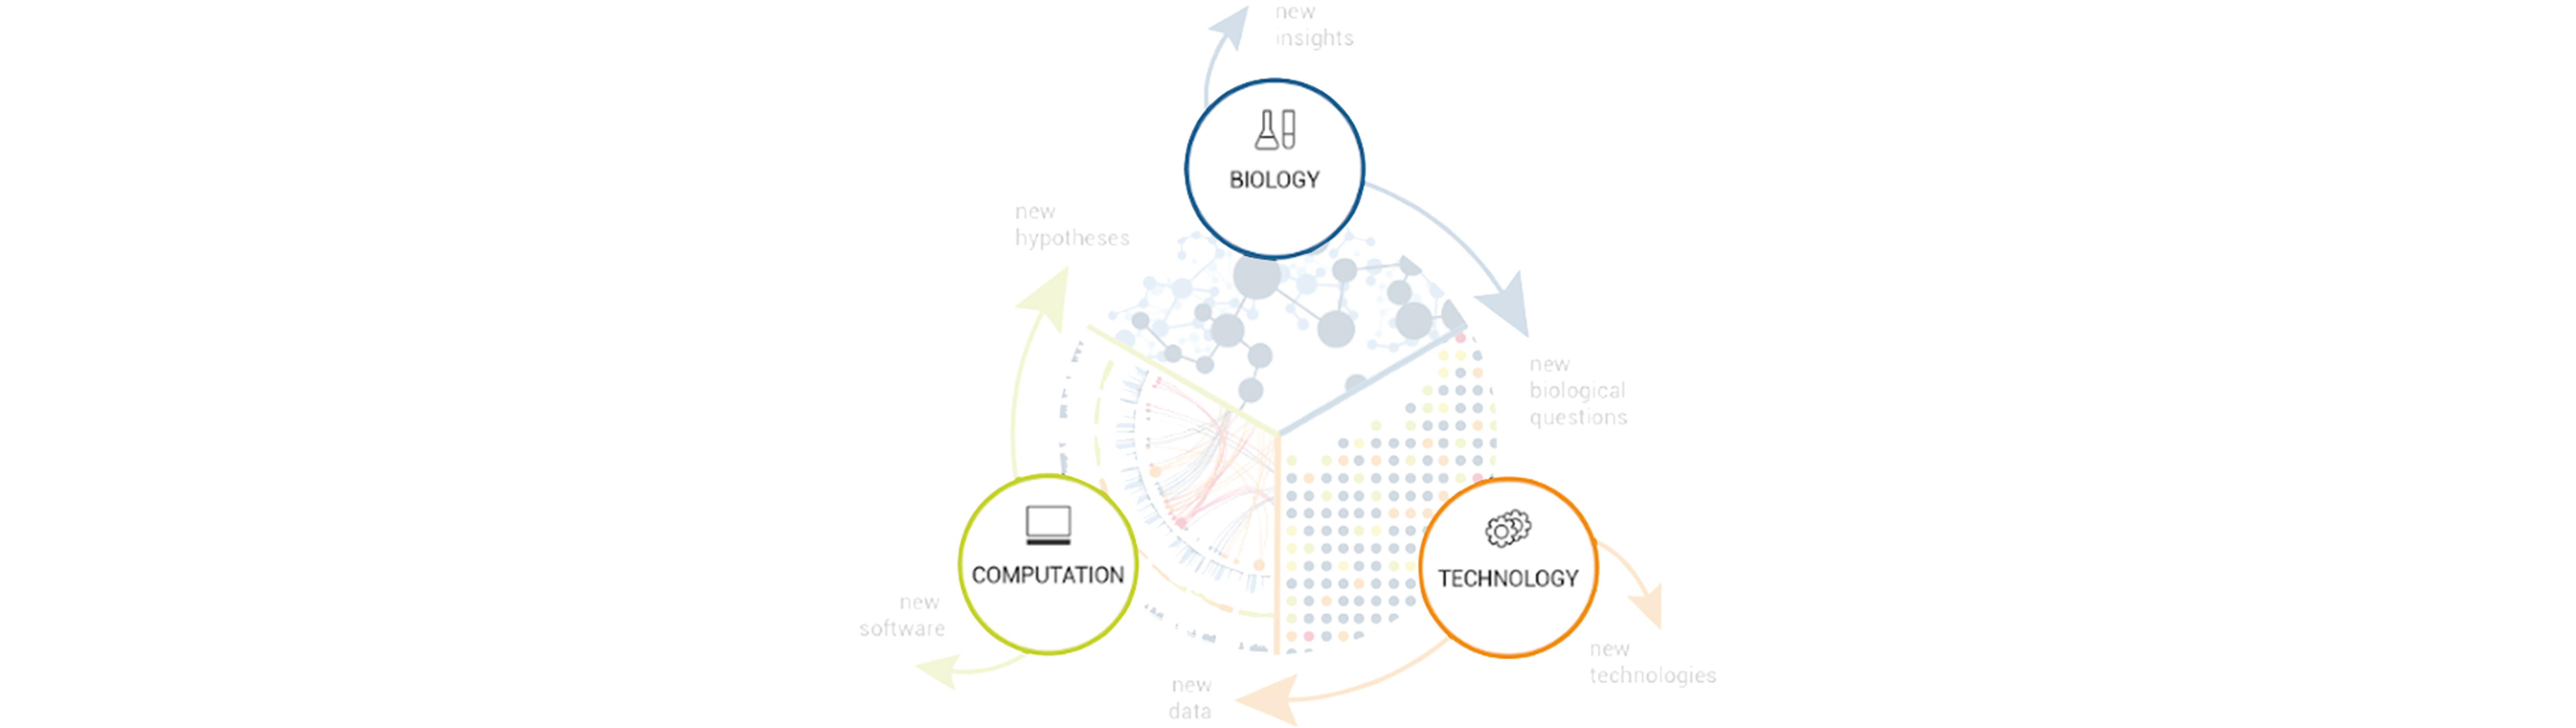 new
insights
BIOLOGY
new
hypotheses
new
biological
questions
COMPUTATION
TECHNOLOGY
new
software
new
technologies
new
data